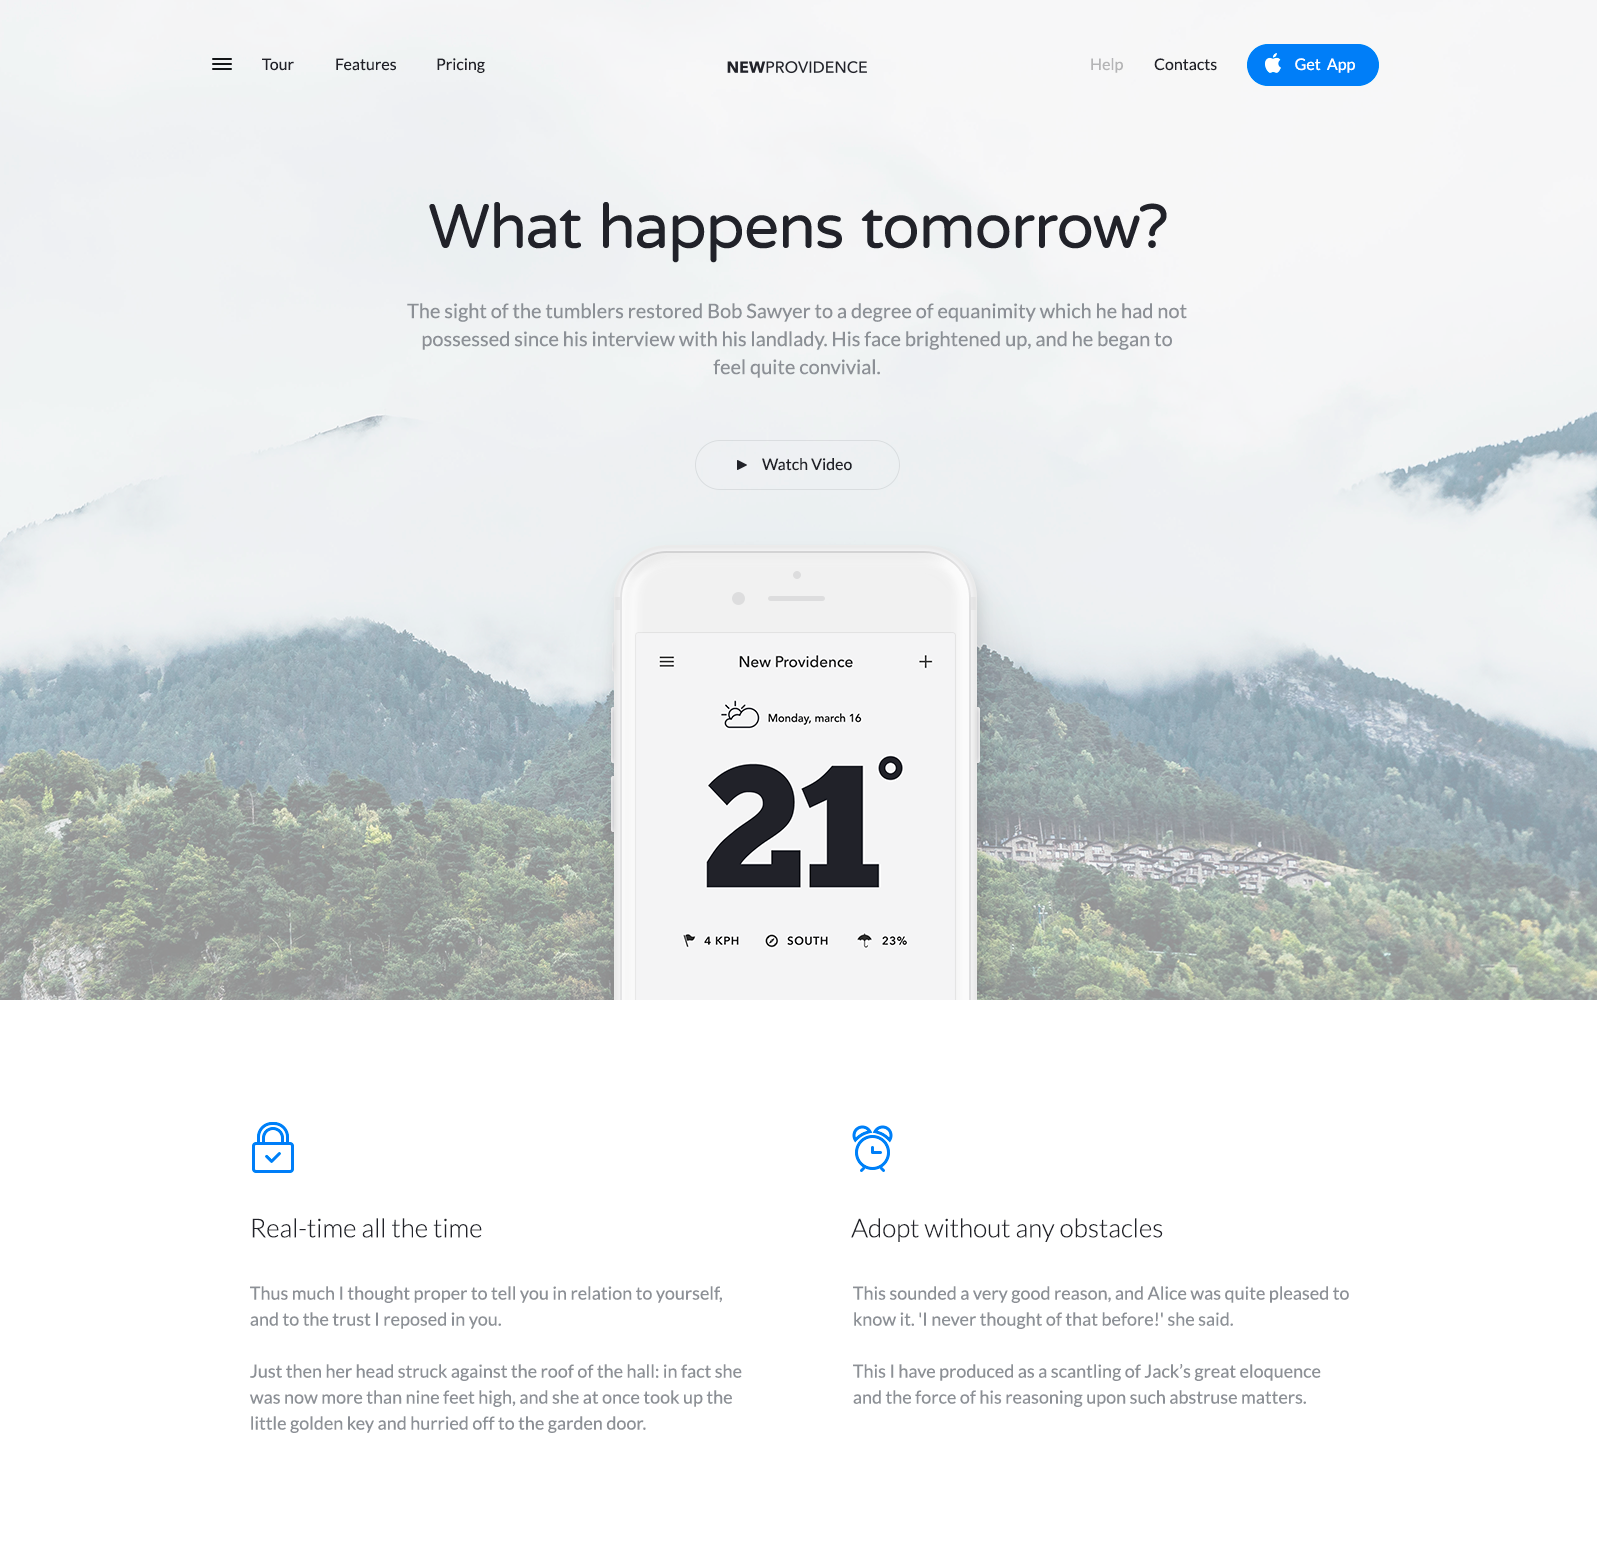 Tour Features Pricing NEWPROVIDENCE Help Contacts Get App
What happens tomorrow?
The sight of the tumblers restored Bob Sawyer to a degree of equanimity which he had not
possessed since his interview with his landlady. His face brightened up, and he began to
feel quite convivial.
Watch Video
New Providence
Monday, march 16
21°
4 KPH SOUTH 23%
Real-time all the time
Thus much I thought proper to tell you in relation to yourself,
and to the trust I reposed in you.
Just then her head struck against the roof of the hall: in fact she
was now more than nine feet high, and she at once took up the
little golden key and hurried off to the garden door.
Adopt without any obstacles
This sounded a very good reason, and Alice was quite pleased to
know it. 'I never thought of that before!' she said.
This I have produced as a scantling of Jack’s great eloquence
and the force of his reasoning upon such abstruse matters.